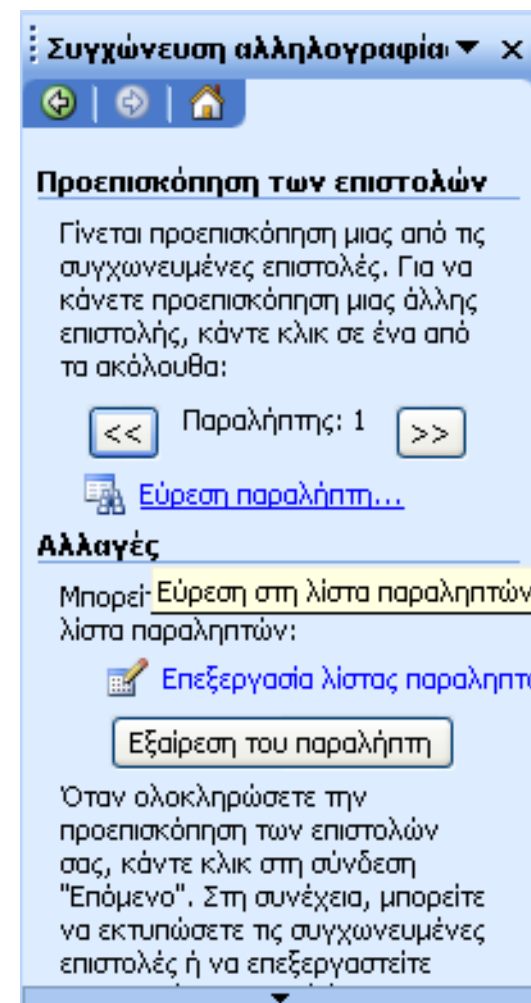 Συγχώνευση αλληλογραφία
Προεπισκόπηση των επιστολών
Γίνεται προεπισκόπηση μιας από τις
συγχωνευμένες επιστολές. Για να
κάνετε προεπισκόπηση μιας άλλης
επιστολής, κάντε κλικ σε ένα από
τα ακόλουθα:
<< Παραλήπτης: 1 >>
Εύρεση παραλήπτη...
Αλλαγές
Μπορεί
Εύρεση στη λίστα παραληπτών
λίστα παραληπτών:
Επεξεργασία λίστας παραληπτ
Εξαίρεση του παραλήπτη
Όταν ολοκληρώσετε την
προεπισκόπηση των επιστολών
σας, κάντε κλικ στη σύνδεση
"Επόμενο". Στη συνέχεια, μπορείτε
να εκτυπώσετε τις συγχωνευμένες
επιστολές ή να επεξεργαστείτε